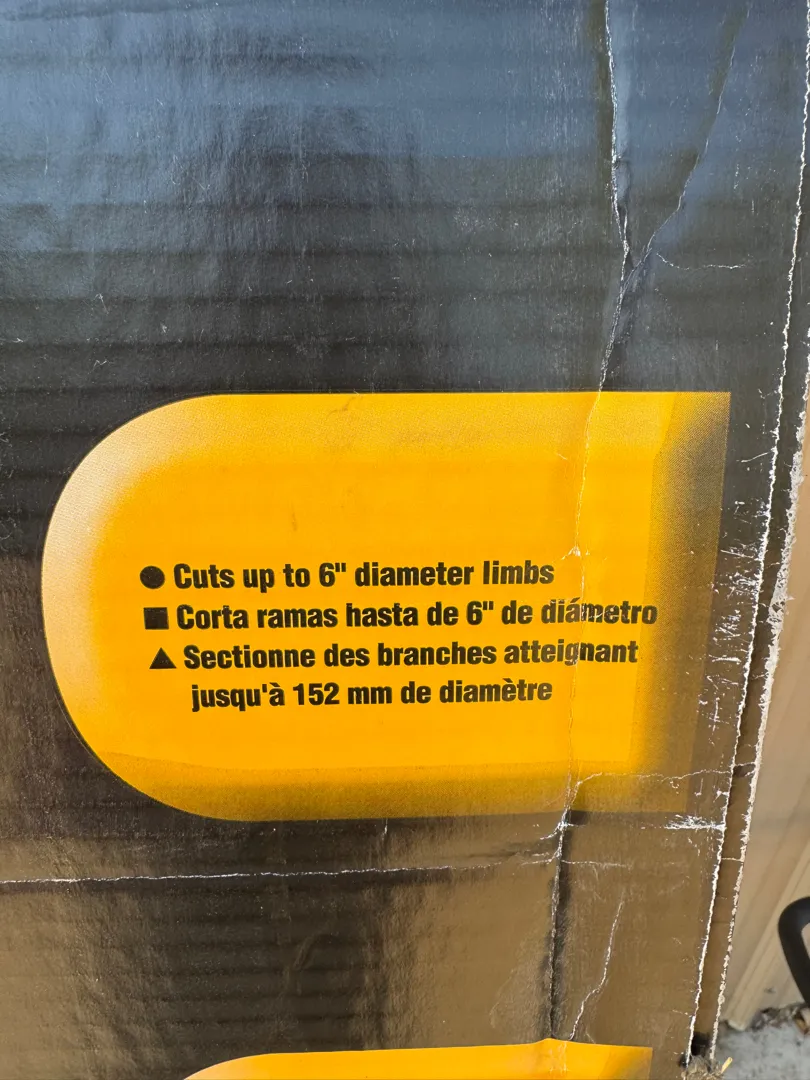 ● Cuts up to 6" diameter limbs
■ Corta ramas hasta de 6" de diámetro
▲ Sectionne des branches atteignant
jusqu'à 152 mm de diamètre